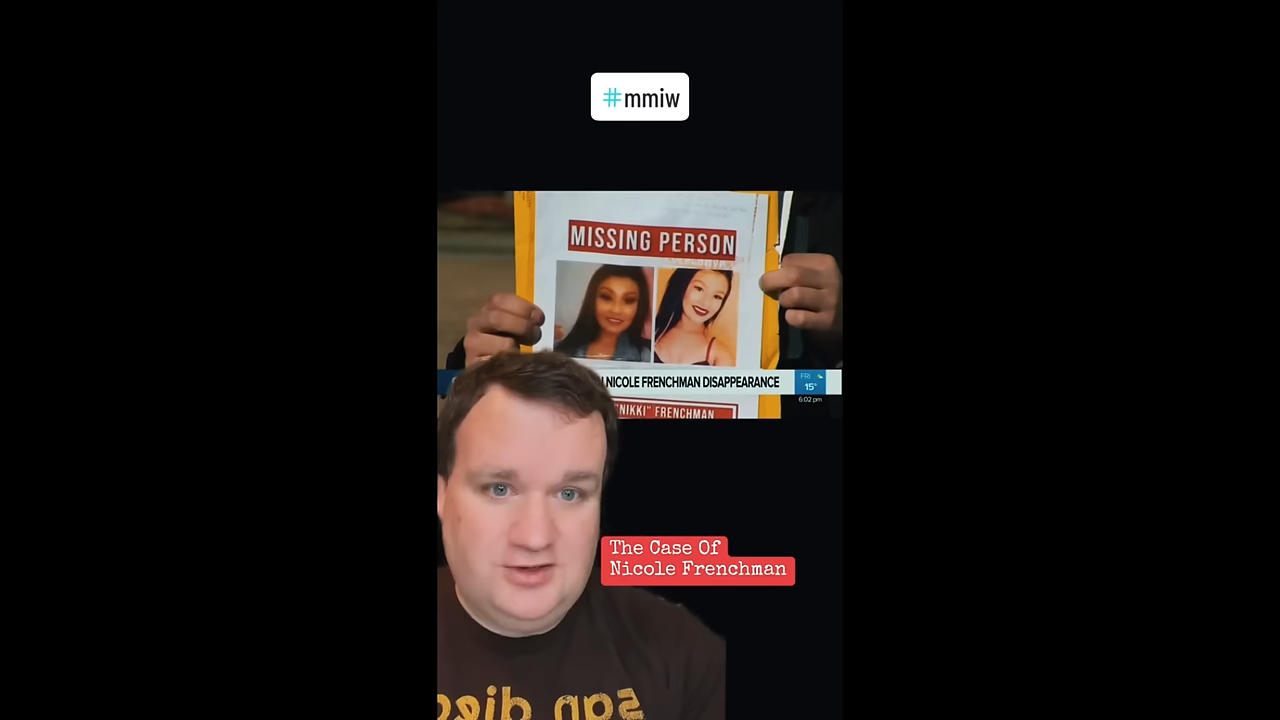 #mmiw
MISSING PERSON
NICOLE FRENCHMAN DISAPPEARANCE
FRI
15°
6:02 pm
"NIKKI" FRENCHMAN
The Case Of
Nicole Frenchman
san dieg